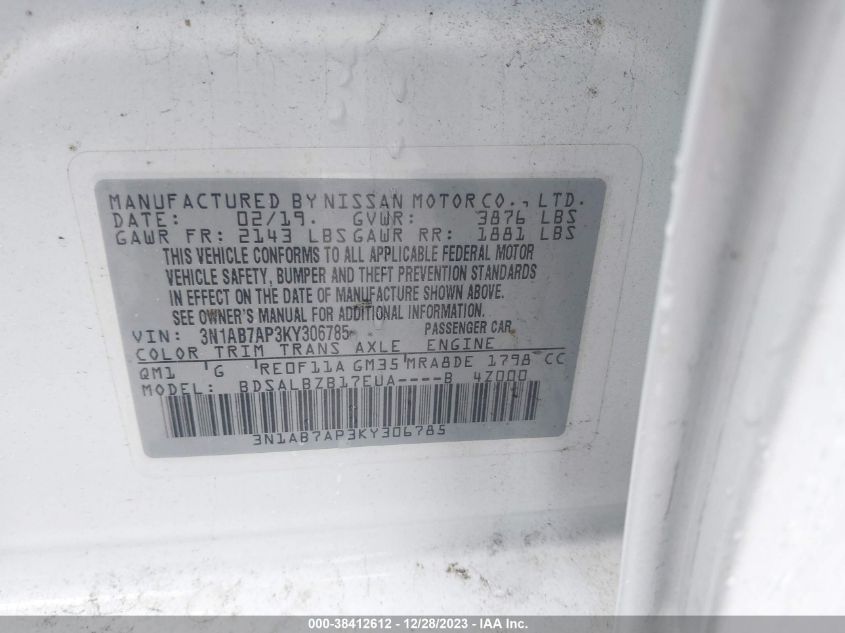 MANUFACTURED BY NISSAN MOTOR CO., LTD.
DATE: 02/19. GVWR: 3876 LBS
GAWR FR: 2143 LBS GAWR RR: 1881 LBS
THIS VEHICLE CONFORMS TO ALL APPLICABLE FEDERAL MOTOR
VEHICLE SAFETY, BUMPER AND THEFT PREVENTION STANDARDS
IN EFFECT ON THE DATE OF MANUFACTURE SHOWN ABOVE.
SEE OWNER'S MANUAL FOR ADDITIONAL INFORMATION.
VIN: 3N1AB7AP3KY306785 PASSENGER CAR
COLOR TRIM TRANS AXLE ENGINE
QM1 G RE0F11A GM35 MRA8DE 1798 CC
MODEL: BDSALBZB17EUA----B 4Z000
3N1AB7AP3KY306785
000-38412612 - 12/28/2023 - IAA Inc.